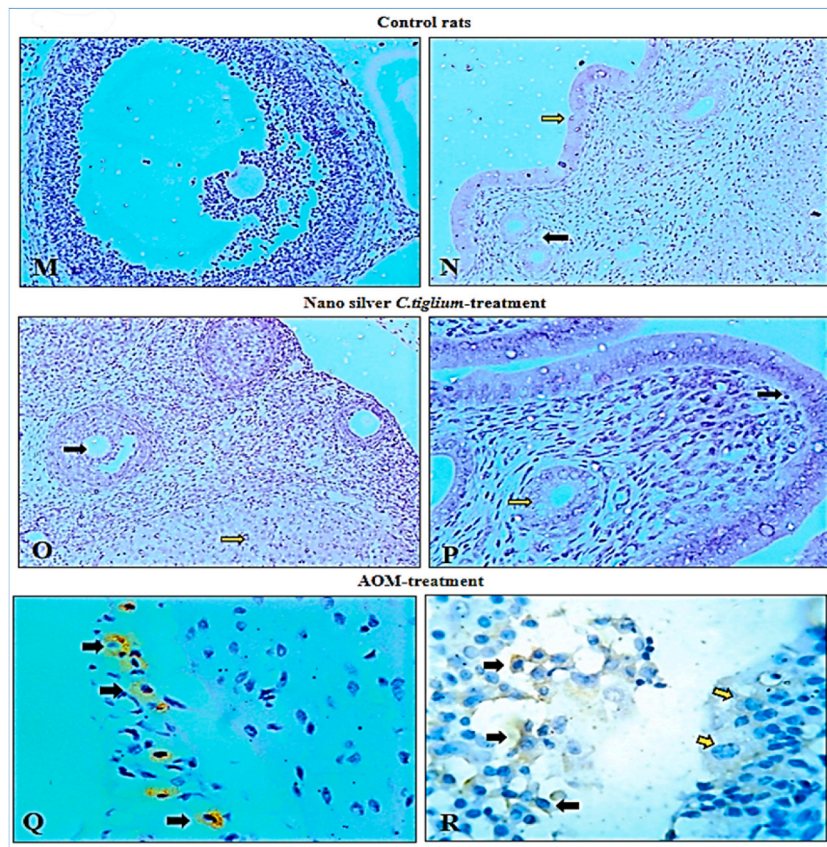 Control rats
M
N
Nano silver C.tiglium-treatment
O
P
AOM-treatment
Q
R